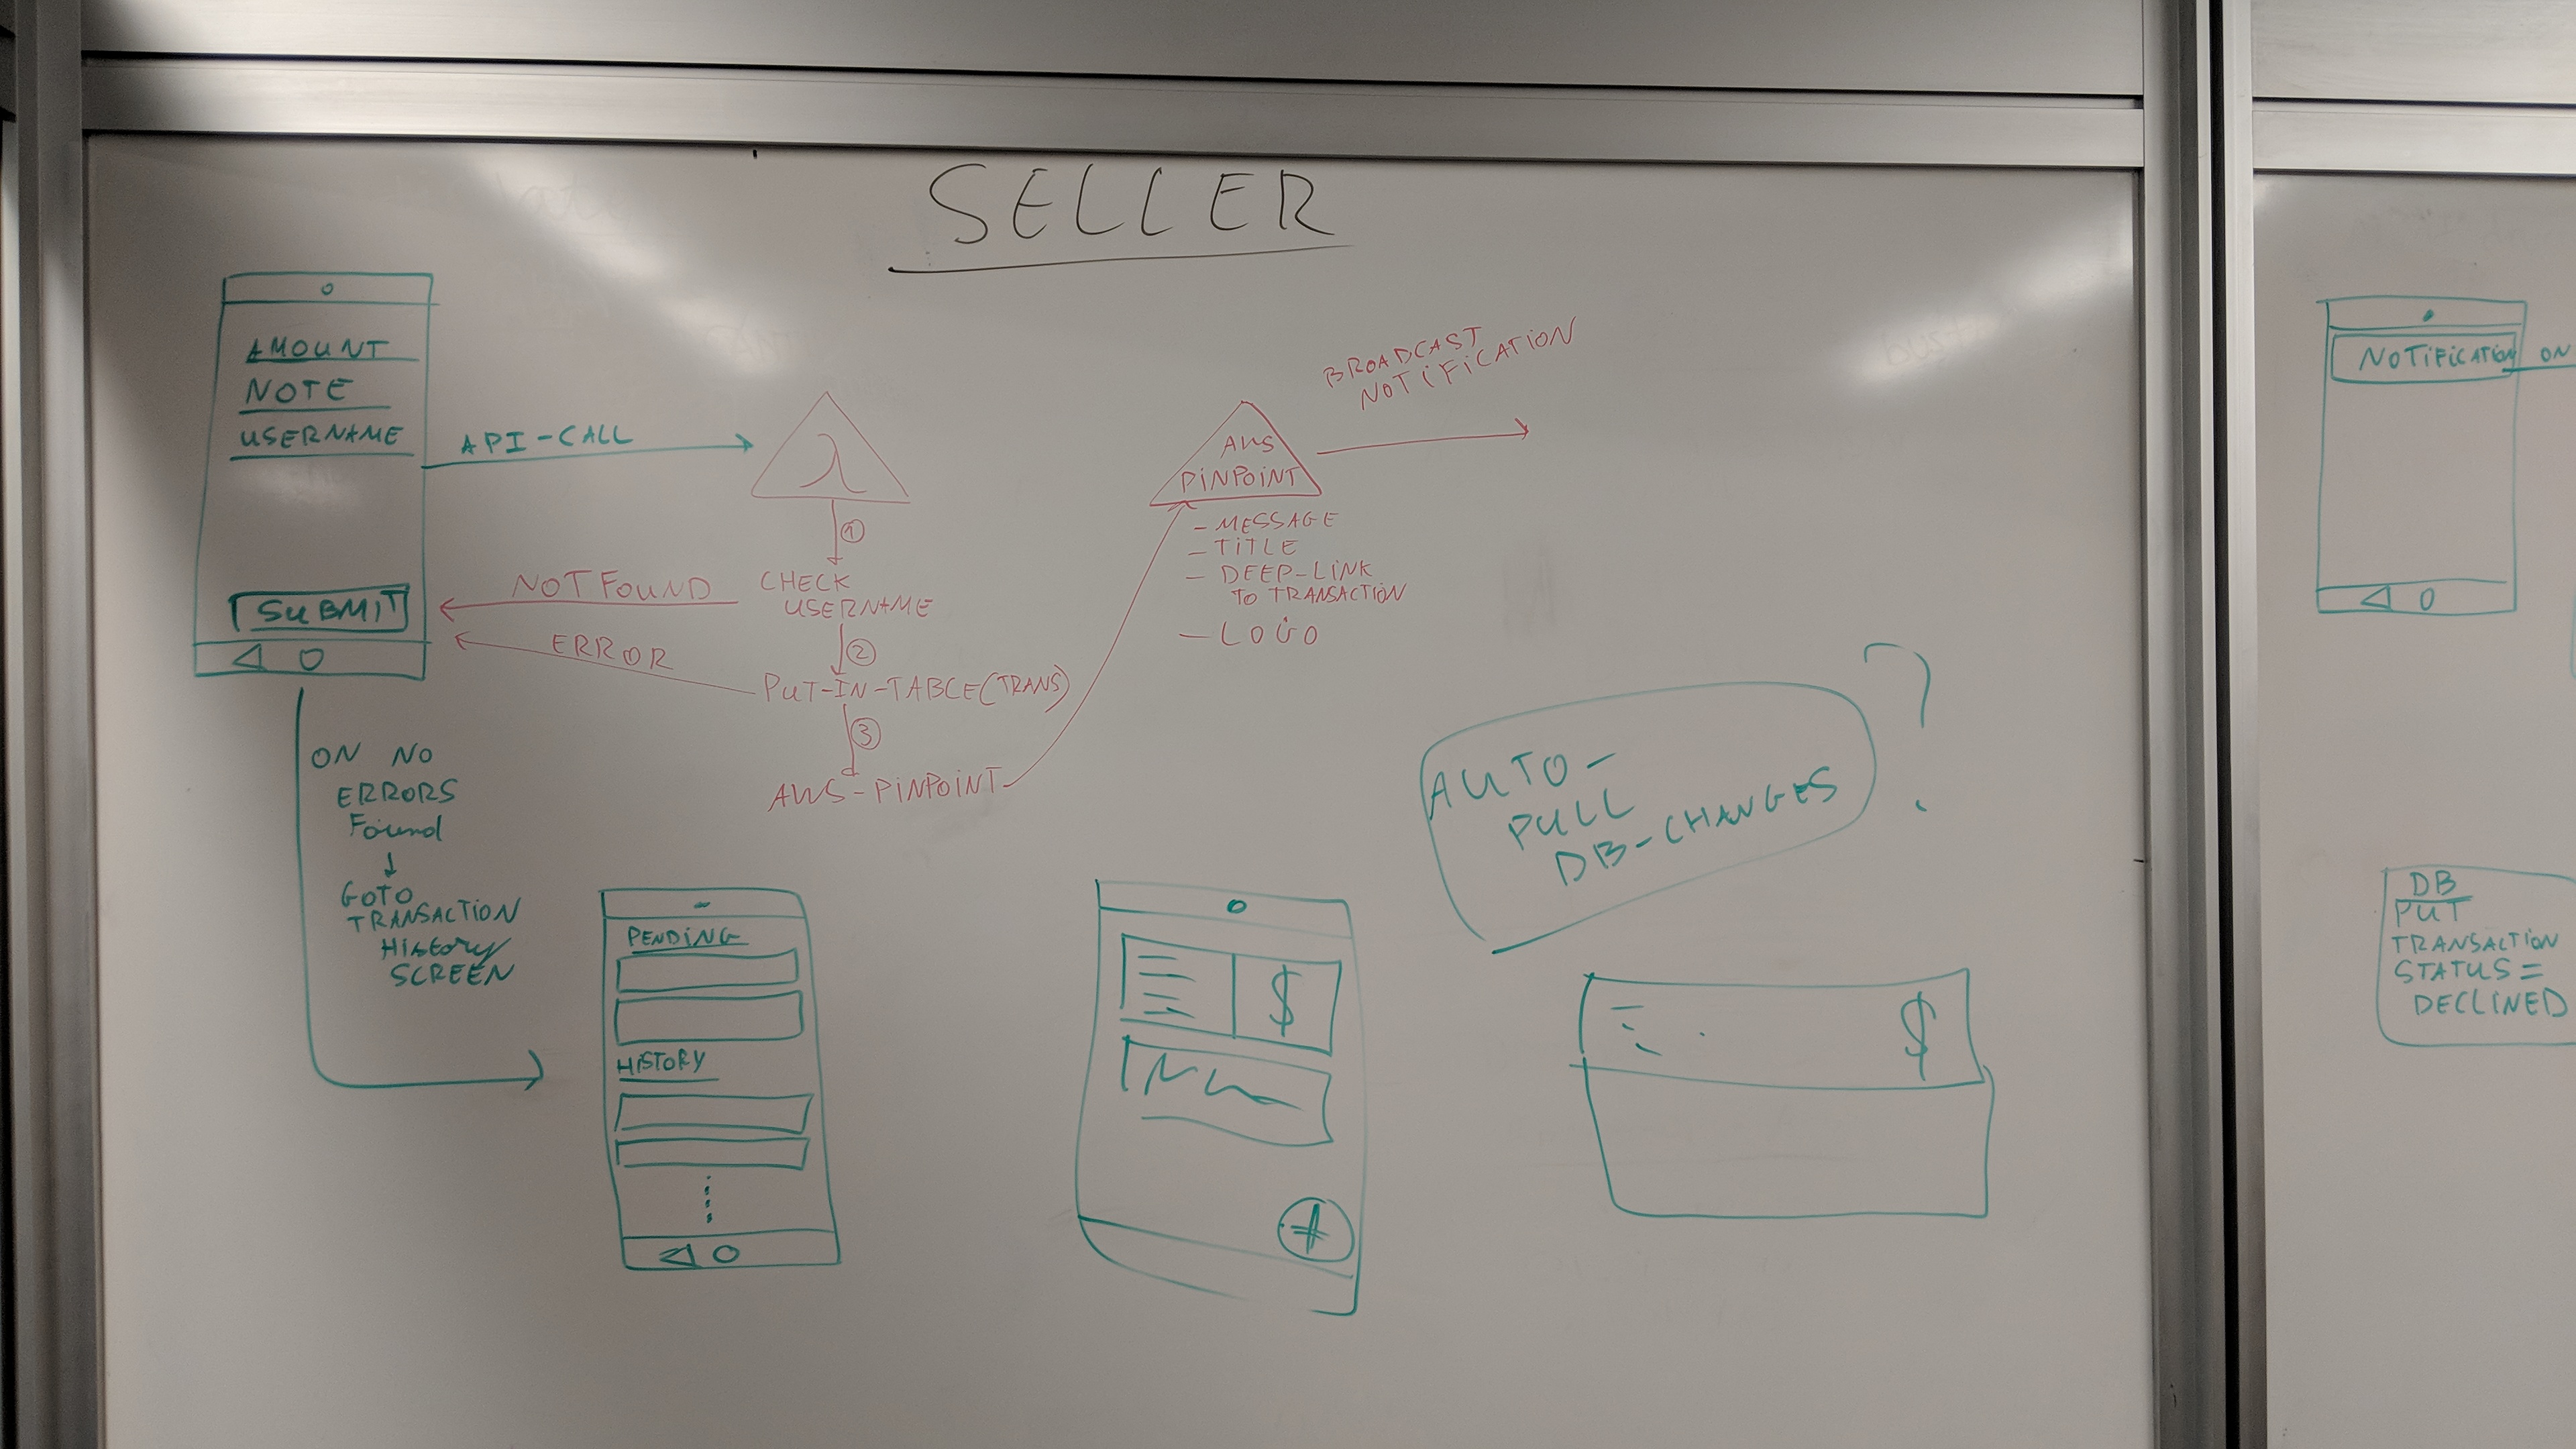 SELLER
AMOUNT
NOTE
USERNAME
SUBMIT
API-CALL
λ
①
CHECK
USERNAME
NOT FOUND
②
PUT-IN-TABLE(TRANS)
ERROR
③
AWS-PINPOINT
AWS
PINPOINT
- MESSAGE
- TITLE
- DEEP-LINK
TO TRANSACTION
- LOGO
BROADCAST
NOTIFICATION
ON NO
ERRORS
Found
GOTO
TRANSACTION
HIStory
SCREEN
PENDING
HISTORY
$
+
AUTO-
PULL
DB-CHANGES
?
$
NOTIFICATION ON
DB
PUT
TRANSACTION
STATUS =
DECLINED